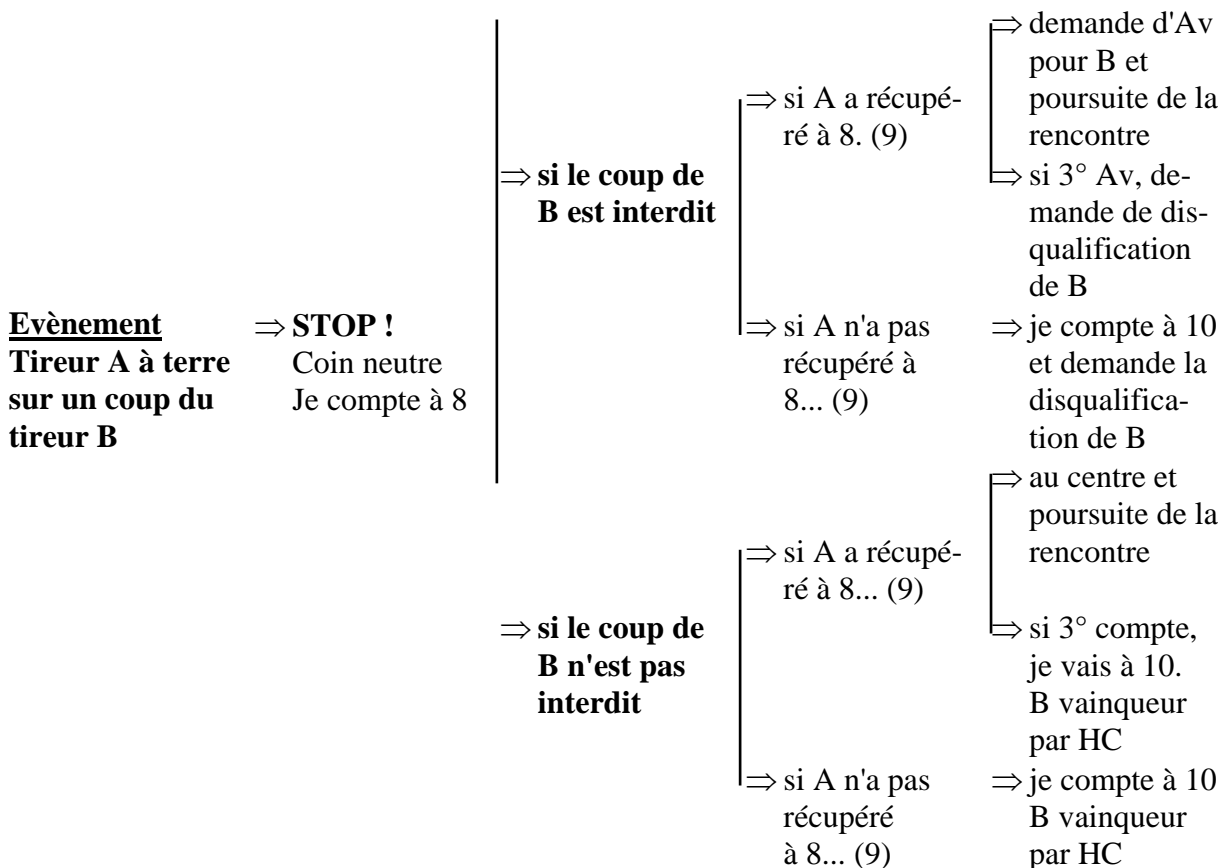 Evènement
Tireur A à terre
sur un coup du
tireur B
⇒ STOP !
Coin neutre
Je compte à 8
⇒ si le coup de
B est interdit
⇒ si A a récupé-
ré à 8. (9)
⇒ demande d'Av
pour B et
poursuite de la
rencontre
⇒ si 3° Av, de-
mande de dis-
qualification
de B
⇒ si A n'a pas
récupéré à
8... (9)
⇒ je compte à 10
et demande la
disqualifica-
tion de B
⇒ si le coup de
B n'est pas
interdit
⇒ si A a récupé-
ré à 8... (9)
⇒ au centre et
poursuite de la
rencontre
⇒ si 3° compte,
je vais à 10.
B vainqueur
par HC
⇒ si A n'a pas
récupéré
à 8... (9)
⇒ je compte à 10
B vainqueur
par HC